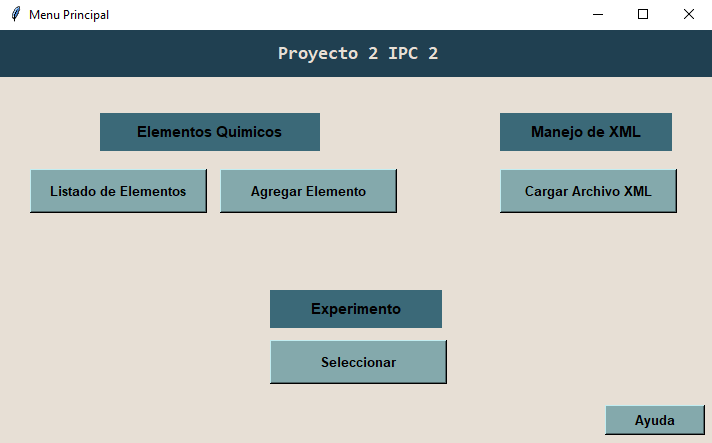 Menu Principal
Proyecto 2 IPC 2
Elementos Quimicos
Manejo de XML
Listado de Elementos
Agregar Elemento
Cargar Archivo XML
Experimento
Seleccionar
Ayuda